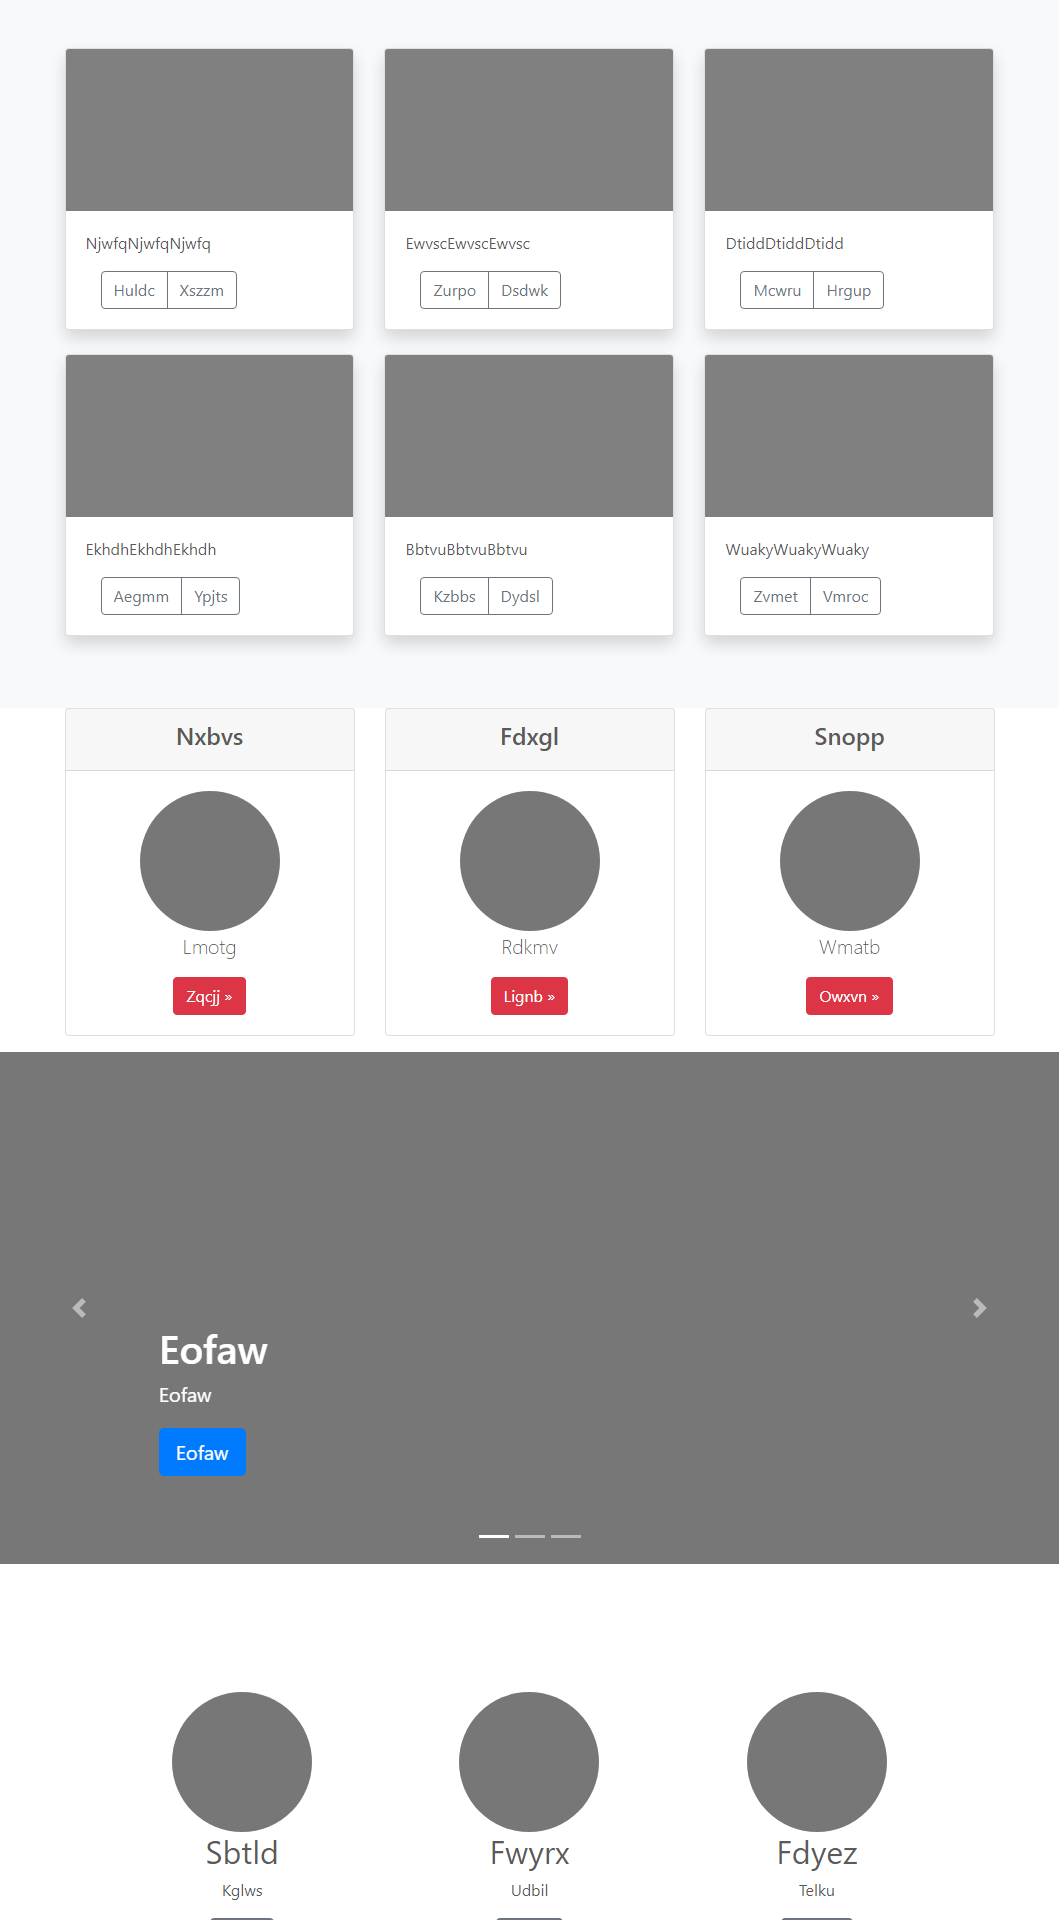 NjwfqNjwfqNjwfq EwvscEwvscEwvsc DtiddDtiddDtidd
Huldc Xszzm Zurpo Dsdwk Mcwru Hrgup
EkhdhEkhdhEkhdh BbtvuBbtvuBbtvu WuakyWuakyWuaky
Aegmm Ypjts Kzbbs Dydsl Zvmet Vmroc
Nxbvs Fdxgl Snopp
Lmotg Rdkmv Wmatb
Zqcjj » Lignb » Owxvn »
Eofaw
Eofaw
Eofaw
Sbtld Fwyrx Fdyez
Kglws Udbil Telku